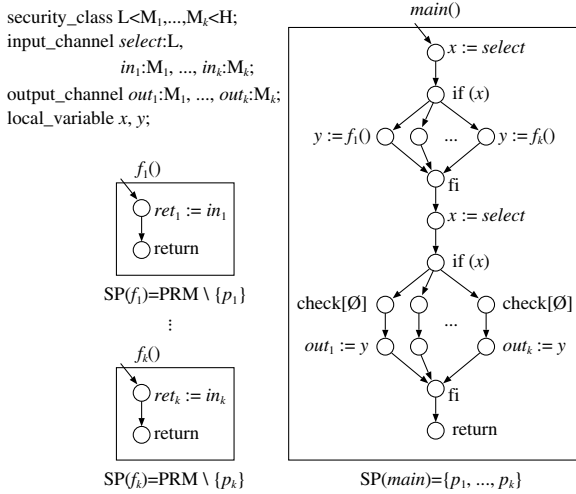 security_class L<M₁,...,Mₖ<H;
input_channel select:L,
in₁:M₁, ..., inₖ:Mₖ;
output_channel out₁:M₁, ..., outₖ:Mₖ;
local_variable x, y;
f₁()
ret₁ := in₁
return
SP(f₁)=PRM \ {p₁}
⋮
fₖ()
retₖ := inₖ
return
SP(fₖ)=PRM \ {pₖ}
main()
x := select
if (x)
y := f₁() ... y := fₖ()
fi
x := select
if (x)
check[Ø] ... check[Ø]
out₁ := y outₖ := y
fi
return
SP(main)={p₁, ..., pₖ}